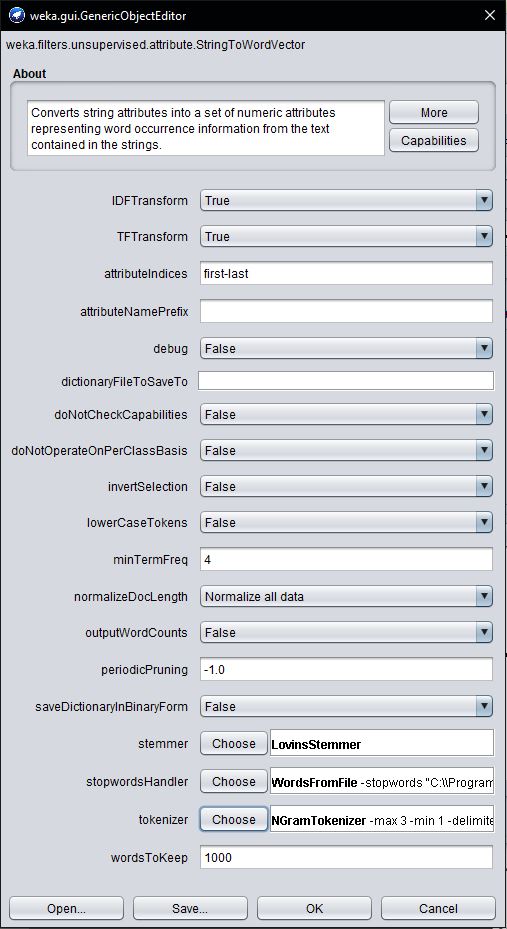 weka.gui.GenericObjectEditor
weka.filters.unsupervised.attribute.StringToWordVector
About
Converts string attributes into a set of numeric attributes
representing word occurrence information from the text
contained in the strings.
More
Capabilities
IDFTransform True
TFTransform True
attributeIndices first-last
attributeNamePrefix
debug False
dictionaryFileToSaveTo
doNotCheckCapabilities False
doNotOperateOnPerClassBasis False
invertSelection False
lowerCaseTokens False
minTermFreq 4
normalizeDocLength Normalize all data
outputWordCounts False
periodicPruning -1.0
saveDictionaryInBinaryForm False
stemmer Choose LovinsStemmer
stopwordsHandler Choose WordsFromFile -stopwords "C:\\Program
tokenizer Choose NGramTokenizer -max 3 -min 1 -delimite
wordsToKeep 1000
Open... Save... OK Cancel